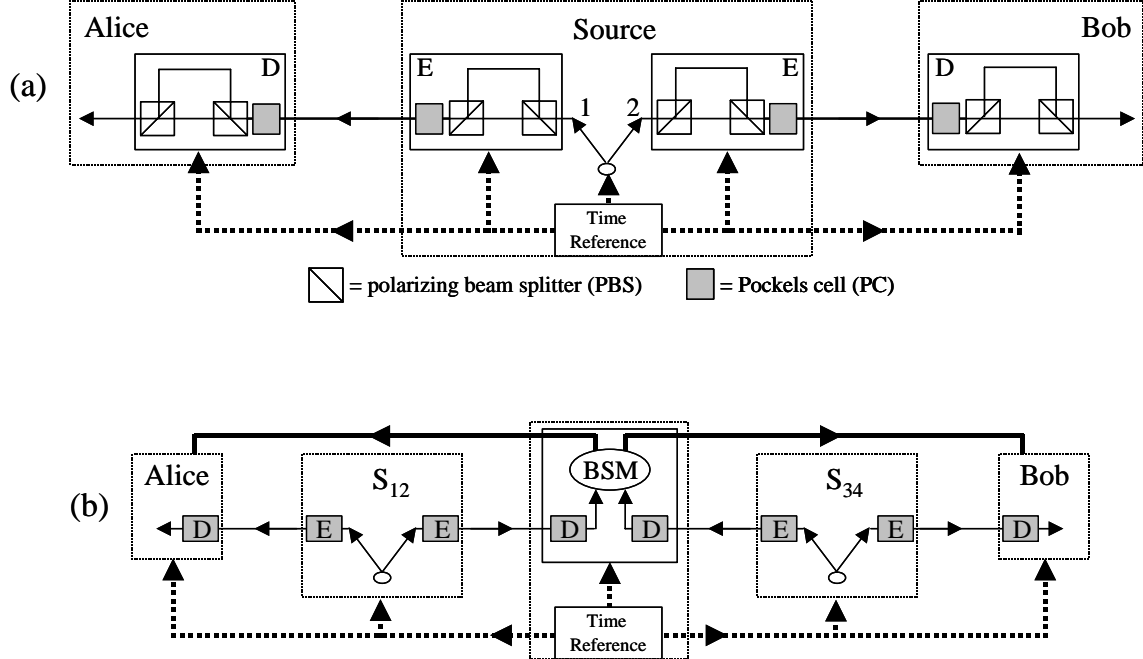 Alice
Source
Bob
(a)
D
E
1
2
E
D
Time
Reference
= polarizing beam splitter (PBS)
= Pockels cell (PC)
BSM
Alice
S12
S34
Bob
(b)
D
E
E
D
D
E
E
D
Time
Reference